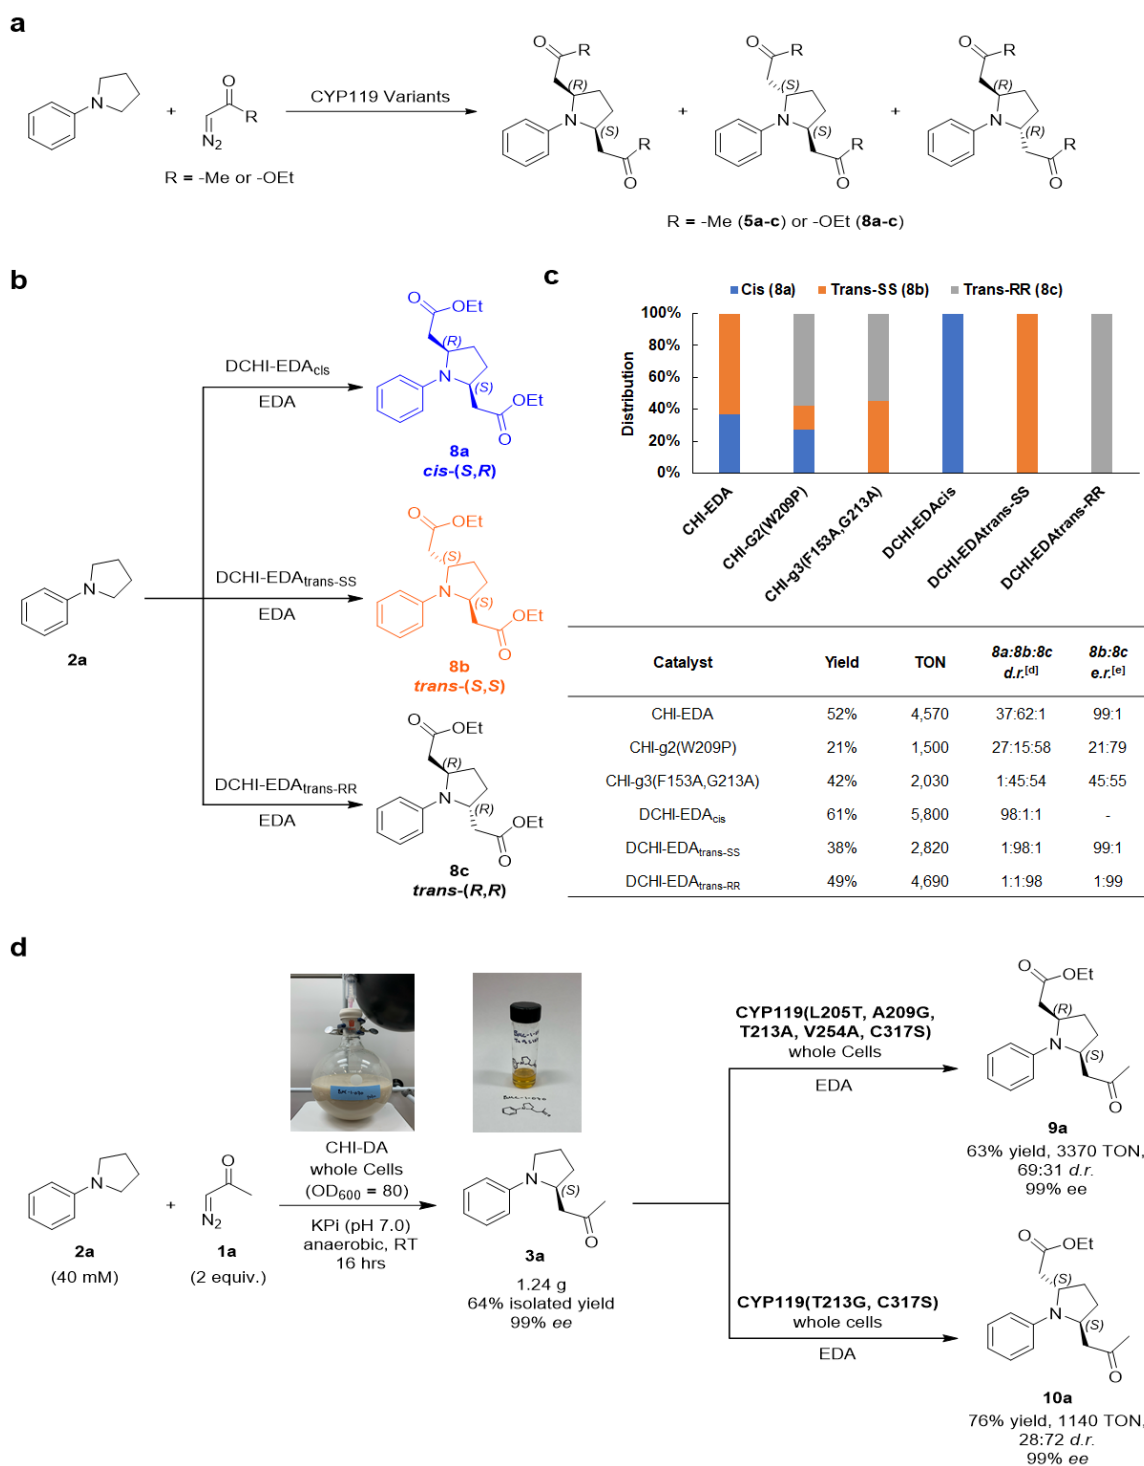 a
N
+
O
R
N2
R = -Me or -OEt
CYP119 Variants
O
R
(R)
N
(S)
R
O
+
O
R
(S)
N
(S)
R
O
+
O
R
(R)
N
(R)
R
O
R = -Me (5a-c) or -OEt (8a-c)
b
N
2a
DCHI-EDAcis
EDA
O
OEt
(R)
N
(S)
OEt
O
8a
cis-(S,R)
DCHI-EDAtrans-SS
EDA
O
OEt
(S)
N
(S)
OEt
O
8b
trans-(S,S)
DCHI-EDAtrans-RR
EDA
O
OEt
(R)
N
(R)
OEt
O
8c
trans-(R,R)
c
Cis (8a) Trans-SS (8b) Trans-RR (8c)
Distribution
100%
80%
60%
40%
20%
0%
CHI-EDA
CHI-G2(W209P)
CHI-g3(F153A,G213A)
DCHI-EDAcis
DCHI-EDAtrans-SS
DCHI-EDAtrans-RR
Catalyst Yield TON 8a:8b:8c d.r.[d] 8b:8c e.r.[e]
CHI-EDA 52% 4,570 37:62:1 99:1
CHI-g2(W209P) 21% 1,500 27:15:58 21:79
CHI-g3(F153A,G213A) 42% 2,030 1:45:54 45:55
DCHI-EDAcis 61% 5,800 98:1:1 -
DCHI-EDAtrans-SS 38% 2,820 1:98:1 99:1
DCHI-EDAtrans-RR 49% 4,690 1:1:98 1:99
d
N
2a
(40 mM)
+
O
N2
1a
(2 equiv.)
CHI-DA
whole Cells
(OD600 = 80)
KPi (pH 7.0)
anaerobic, RT
16 hrs
N
(S)
O
3a
1.24 g
64% isolated yield
99% ee
CYP119(L205T, A209G,
T213A, V254A, C317S)
whole Cells
EDA
O
OEt
(R)
N
(S)
O
9a
63% yield, 3370 TON,
69:31 d.r.
99% ee
CYP119(T213G, C317S)
whole cells
EDA
O
OEt
(S)
N
(S)
O
10a
76% yield, 1140 TON,
28:72 d.r.
99% ee